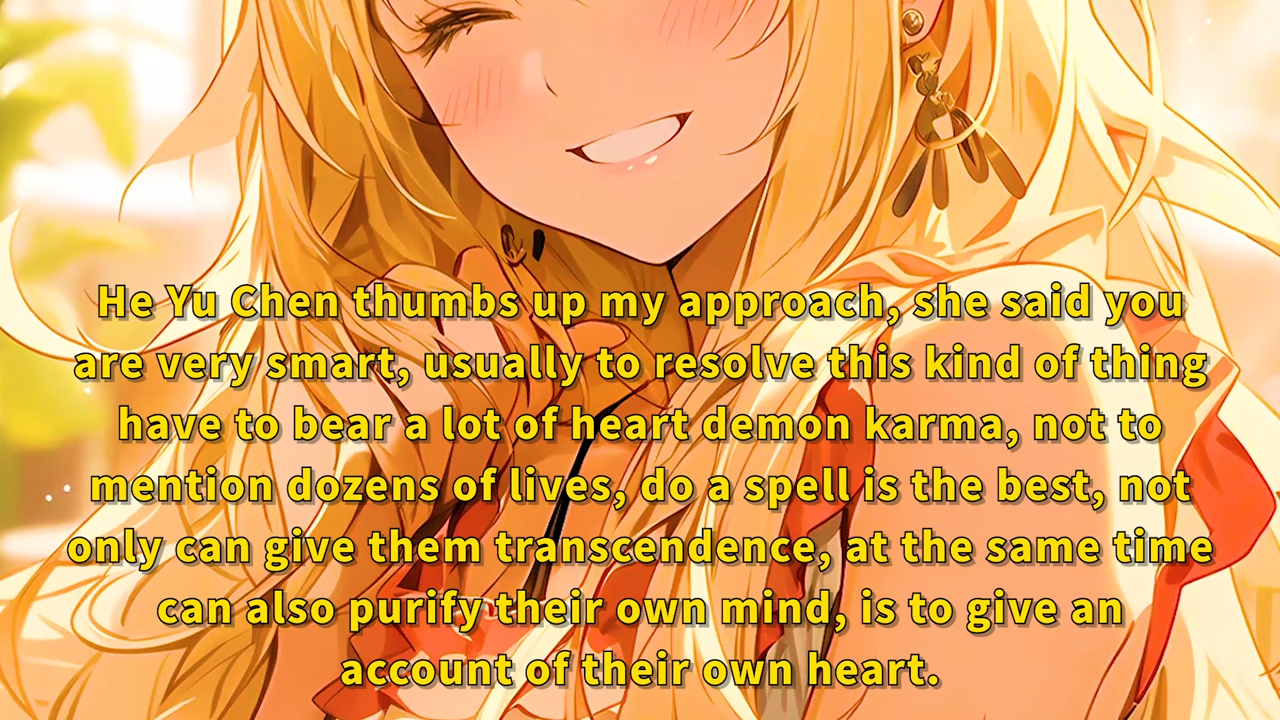 He Yu Chen thumbs up my approach, she said you
are very smart, usually to resolve this kind of thing
have to bear a lot of heart demon karma, not to
mention dozens of lives, do a spell is the best, not
only can give them transcendence, at the same time
can also purify their own mind, is to give an
account of their own heart.